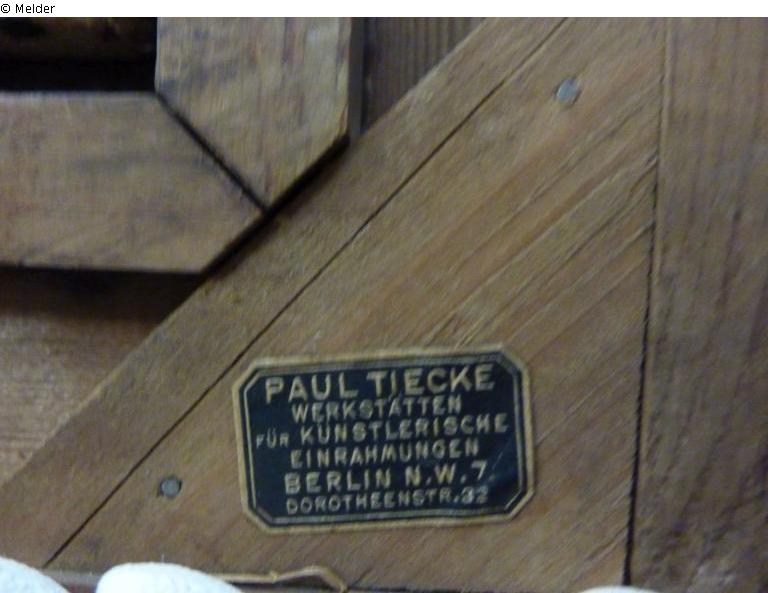 © Melder
PAUL TIECKE
WERKSTÄTTEN
FÜR KÜNSTLERISCHE
EINRAHMUNGEN
BERLIN N.W.7
DOROTHEENSTR.32